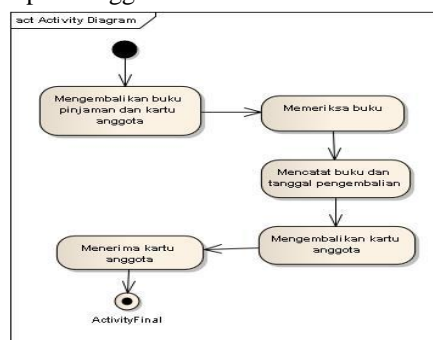 act Activity Diagram
Mengembalikan buku
pinjaman dan kartu
anggota
Memeriksa buku
Mencatat buku dan
tanggal pengembalian
Mengembalikan kartu
anggota
Menerima kartu
anggota
ActivityFinal